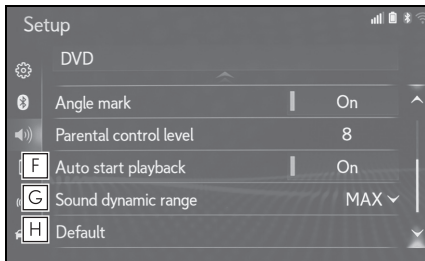 Setup
DVD
Angle mark On
Parental control level 8
F Auto start playback On
G Sound dynamic range MAX
H Default